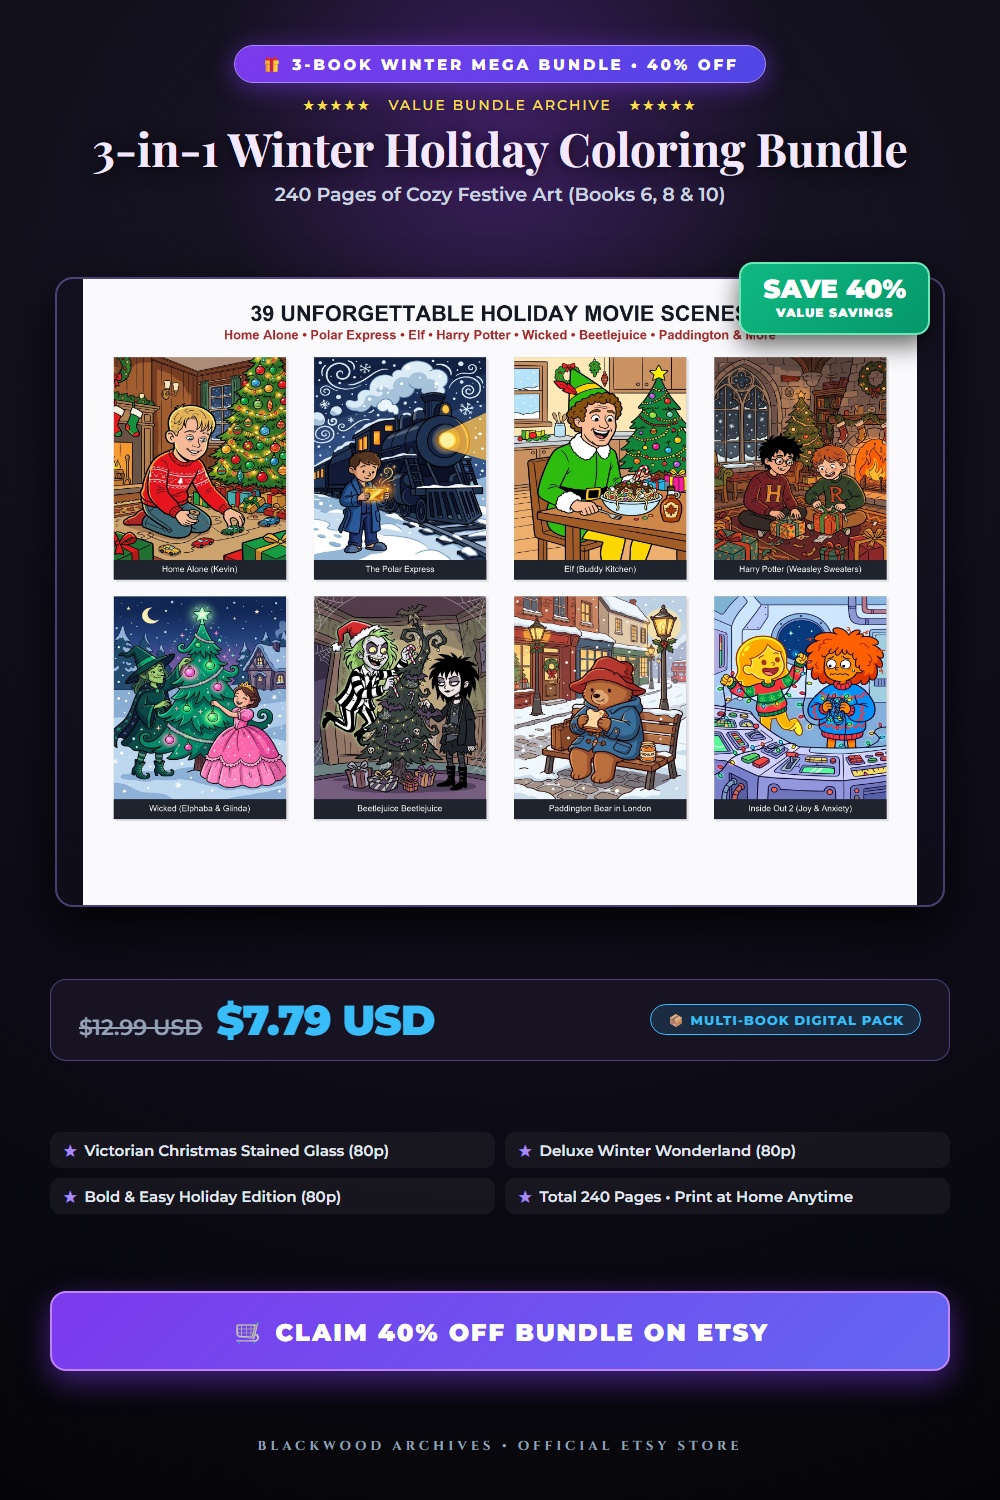 3-BOOK WINTER MEGA BUNDLE • 40% OFF
★★★★★ VALUE BUNDLE ARCHIVE ★★★★★
3-in-1 Winter Holiday Coloring Bundle
240 Pages of Cozy Festive Art (Books 6, 8 & 10)
SAVE 40%
VALUE SAVINGS
39 UNFORGETTABLE HOLIDAY MOVIE SCENES
Home Alone • Polar Express • Elf • Harry Potter • Wicked • Beetlejuice • Paddington & More
H
R
Home Alone (Kevin)
The Polar Express
Elf (Buddy Kitchen)
Harry Potter (Weasley Sweaters)
Wicked (Elphaba & Glinda)
Beetlejuice Beetlejuice
Paddington Bear in London
Inside Out 2 (Joy & Anxiety)
$12.99 USD $7.79 USD
MULTI-BOOK DIGITAL PACK
★ Victorian Christmas Stained Glass (80p)
★ Deluxe Winter Wonderland (80p)
★ Bold & Easy Holiday Edition (80p)
★ Total 240 Pages • Print at Home Anytime
CLAIM 40% OFF BUNDLE ON ETSY
BLACKWOOD ARCHIVES • OFFICIAL ETSY STORE